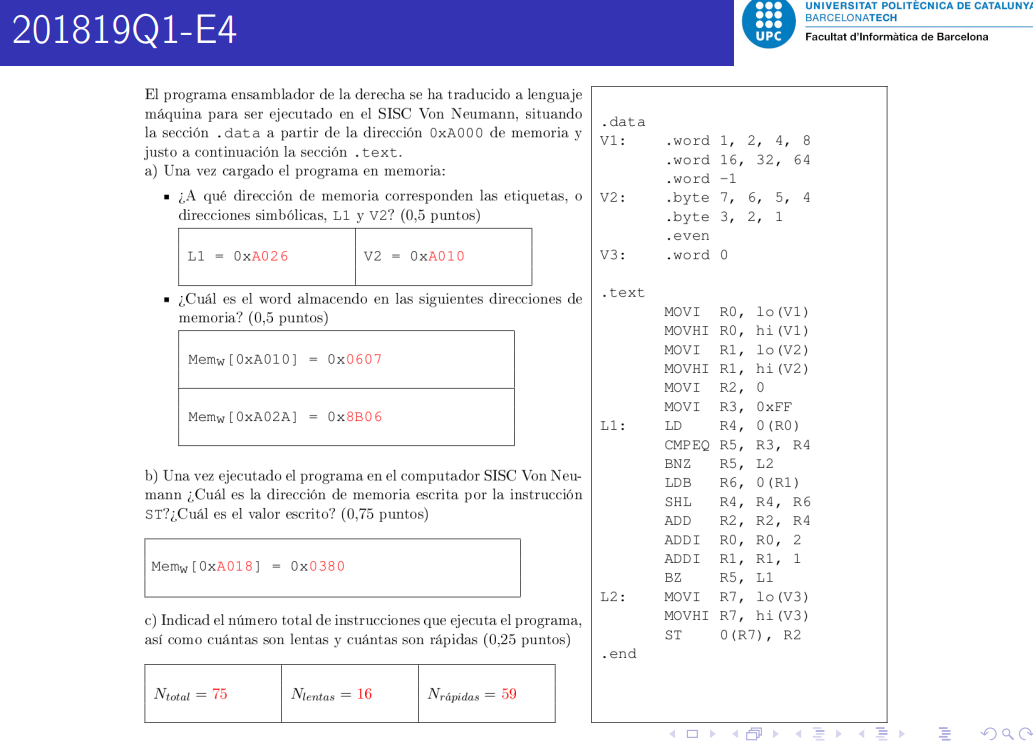 201819Q1-E4
UNIVERSITAT POLITÈCNICA DE CATALUNYA
BARCELONATECH
Facultat d'Informàtica de Barcelona
UPC
El programa ensamblador de la derecha se ha traducido a lenguaje
máquina para ser ejecutado en el SISC Von Neumann, situando
la sección .data a partir de la dirección 0xA000 de memoria y
justo a continuación la sección .text.
a) Una vez cargado el programa en memoria:
▪ ¿A qué dirección de memoria corresponden las etiquetas, o
direcciones simbólicas, L1 y V2? (0,5 puntos)
L1 = 0xA026 V2 = 0xA010
▪ ¿Cuál es el word almacendo en las siguientes direcciones de
memoria? (0,5 puntos)
Memw[0xA010] = 0x0607
Memw[0xA02A] = 0x8B06
b) Una vez ejecutado el programa en el computador SISC Von Neu-
mann ¿Cuál es la dirección de memoria escrita por la instrucción
ST?¿Cuál es el valor escrito? (0,75 puntos)
Memw[0xA018] = 0x0380
c) Indicad el número total de instrucciones que ejecuta el programa,
así como cuántas son lentas y cuántas son rápidas (0,25 puntos)
Ntotal = 75 Nlentas = 16 Nrápidas = 59
.data
V1: .word 1, 2, 4, 8
.word 16, 32, 64
.word -1
V2: .byte 7, 6, 5, 4
.byte 3, 2, 1
.even
V3: .word 0
.text
MOVI R0, lo(V1)
MOVHI R0, hi(V1)
MOVI R1, lo(V2)
MOVHI R1, hi(V2)
MOVI R2, 0
MOVI R3, 0xFF
L1: LD R4, 0(R0)
CMPEQ R5, R3, R4
BNZ R5, L2
LDB R6, 0(R1)
SHL R4, R4, R6
ADD R2, R2, R4
ADDI R0, R0, 2
ADDI R1, R1, 1
BZ R5, L1
L2: MOVI R7, lo(V3)
MOVHI R7, hi(V3)
ST 0(R7), R2
.end